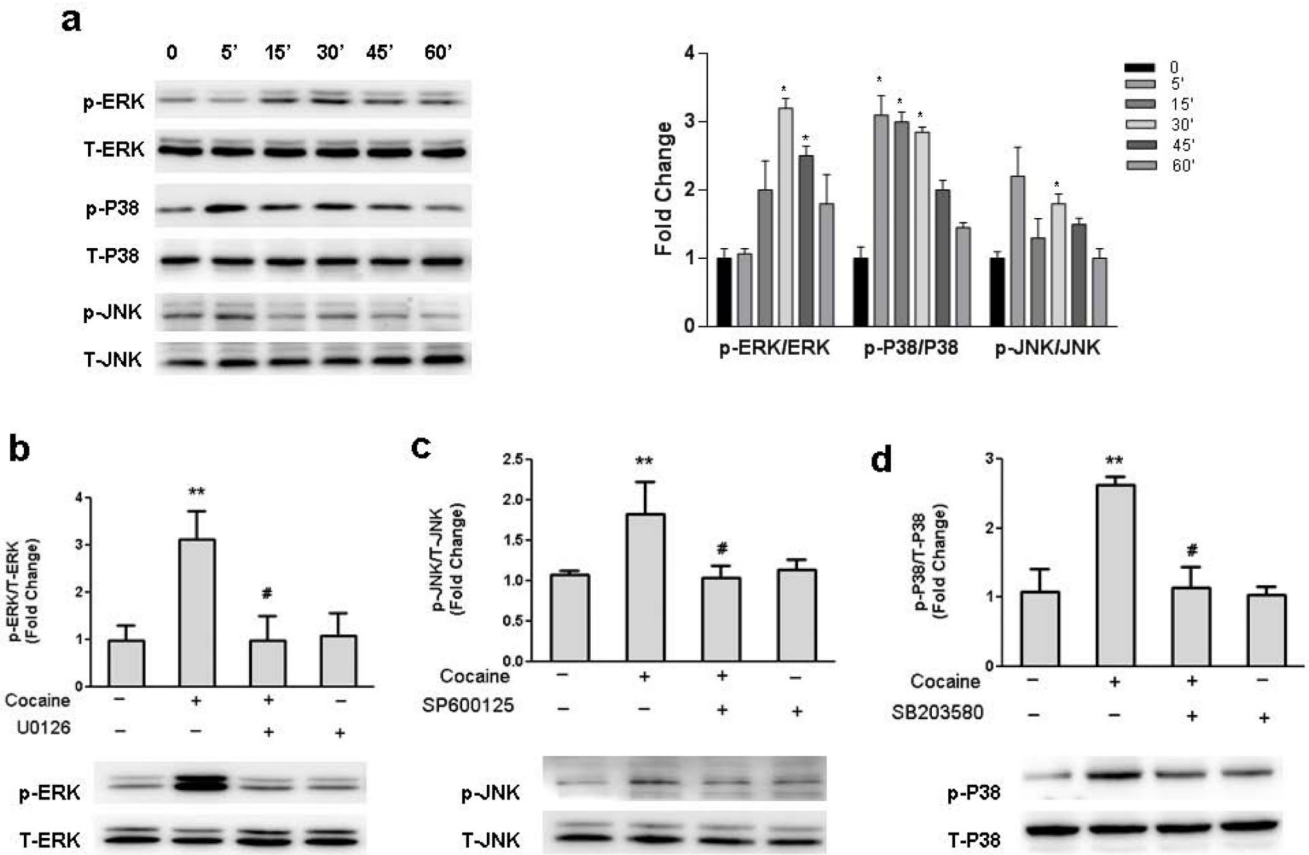 a
0 5' 15' 30' 45' 60'
p-ERK
T-ERK
p-P38
T-P38
p-JNK
T-JNK
Fold Change
4
3
2
1
0
* * * * * *
p-ERK/ERK p-P38/P38 p-JNK/JNK
0
5'
15'
30'
45'
60'
b
p-ERK/T-ERK
(Fold Change)
4
3
2
1
0
**
#
Cocaine – + + –
U0126 – – + +
p-ERK
T-ERK
c
p-JNK/T-JNK
(Fold Change)
2.5
2.0
1.5
1.0
0.5
0.0
**
#
Cocaine – + + –
SP600125 – – + +
p-JNK
T-JNK
d
p-P38/T-P38
(Fold Change)
3
2
1
0
**
#
Cocaine – + + –
SB203580 – – + +
p-P38
T-P38